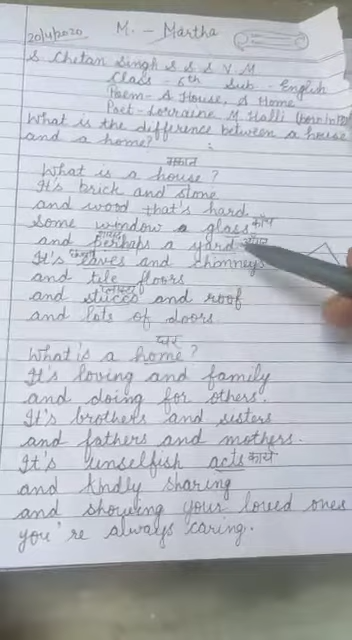 20/4/2020 M. - Martha
S. Chetan Singh S S S V M
Class - 6th Sub - English
Poem - A House, A Home
Poet - Lorraine M. Halli
What is the difference between a house
and a home?
मकान
What is a house?
It's brick and stone
and wood that's hard.
Some window a glass काँच
शायद
and perhaps a yard
It's eaves and chimneys
and tile floors
and stucco and roof
and lots of doors
घर
What is a home?
It's loving and family
and doing for others.
It's brothers and sisters
and fathers and mothers.
It's unselfish acts कार्य
and kindly sharing
and showing your loved ones
you're always caring.